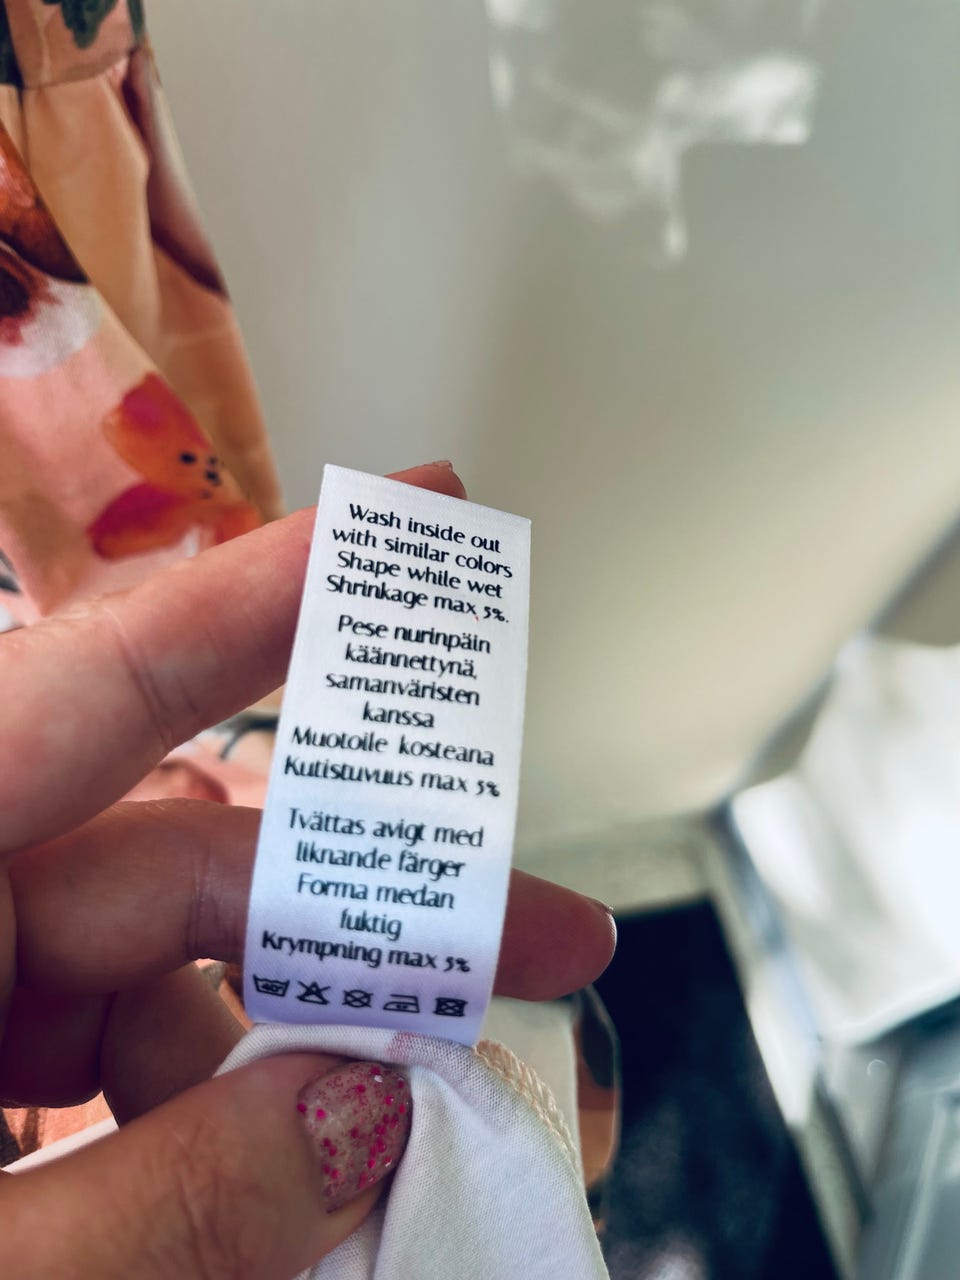 Wash inside out
with similar colors
Shape while wet
Shrinkage max 5%.
Pese nurinpäin
käännettynä,
samanväristen
kanssa
Muotoile kosteana
Kutistuvuus max 5%
Tvättas avigt med
liknande färger
Forma medan
fuktig
Krympning max 5%
40°